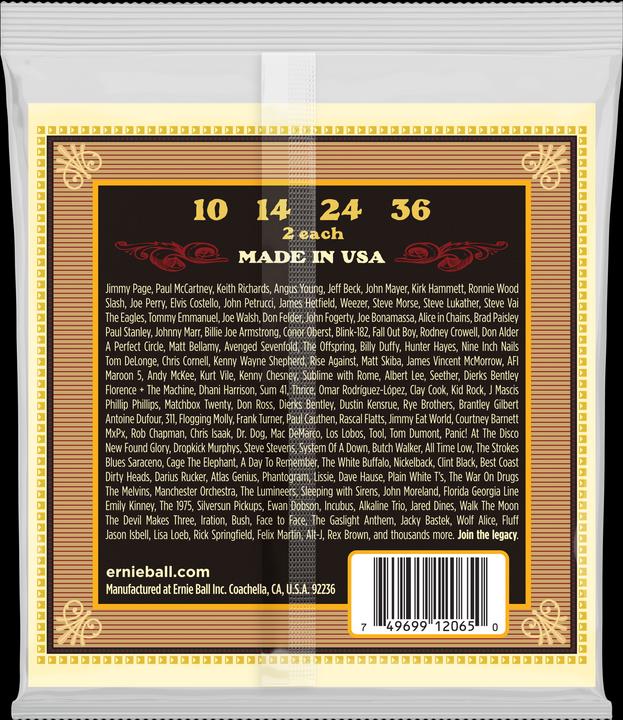 10 14 24 36
2 each
MADE IN USA
Jimmy Page, Paul McCartney, Keith Richards, Angus Young, Jeff Beck, John Mayer, Kirk Hammett, Ronnie Wood
Slash, Joe Perry, Elvis Costello, John Petrucci, James Hetfield, Weezer, Steve Morse, Steve Lukather, Steve Vai
The Eagles, Tommy Emmanuel, Joe Walsh, Don Felder, John Fogerty, Joe Bonamassa, Alice in Chains, Brad Paisley
Paul Stanley, Johnny Marr, Billie Joe Armstrong, Conor Oberst, Blink-182, Fall Out Boy, Rodney Crowell, Don Alder
A Perfect Circle, Matt Bellamy, Avenged Sevenfold, The Offspring, Billy Duffy, Hunter Hayes, Nine Inch Nails
Tom DeLonge, Chris Cornell, Kenny Wayne Shepherd, Rise Against, Matt Skiba, James Vincent McMorrow, AFI
Maroon 5, Andy McKee, Kurt Vile, Kenny Chesney, Sublime with Rome, Albert Lee, Seether, Dierks Bentley
Florence + The Machine, Dhani Harrison, Sum 41, Thrice, Omar Rodríguez-López, Clay Cook, Kid Rock, J Mascis
Phillip Phillips, Matchbox Twenty, Don Ross, Dierks Bentley, Dustin Kensrue, Rye Brothers, Brantley Gilbert
Antoine Dufour, 311, Flogging Molly, Frank Turner, Paul Cauthen, Rascal Flatts, Jimmy Eat World, Courtney Barnett
MxPx, Rob Chapman, Chris Isaak, Dr. Dog, Mac DeMarco, Los Lobos, Tool, Tom Dumont, Panic! At The Disco
New Found Glory, Dropkick Murphys, Steve Stevens, System Of A Down, Butch Walker, All Time Low, The Strokes
Blues Saraceno, Cage The Elephant, A Day To Remember, The White Buffalo, Nickelback, Clint Black, Best Coast
Dirty Heads, Darius Rucker, Atlas Genius, Phantogram, Lissie, Dave Hause, Plain White T's, The War On Drugs
The Melvins, Manchester Orchestra, The Lumineers, Sleeping with Sirens, John Moreland, Florida Georgia Line
Emily Kinney, The 1975, Silversun Pickups, Ewan Dobson, Incubus, Alkaline Trio, Jared Dines, Walk The Moon
The Devil Makes Three, Iration, Bush, Face to Face, The Gaslight Anthem, Jacky Bastek, Wolf Alice, Fluff
Jason Isbell, Lisa Loeb, Rick Springfield, Felix Martin, Alt-J, Rex Brown, and thousands more. Join the legacy.
ernieball.com
Manufactured at Ernie Ball Inc. Coachella, CA, U.S.A. 92236
7 49699 12065 0